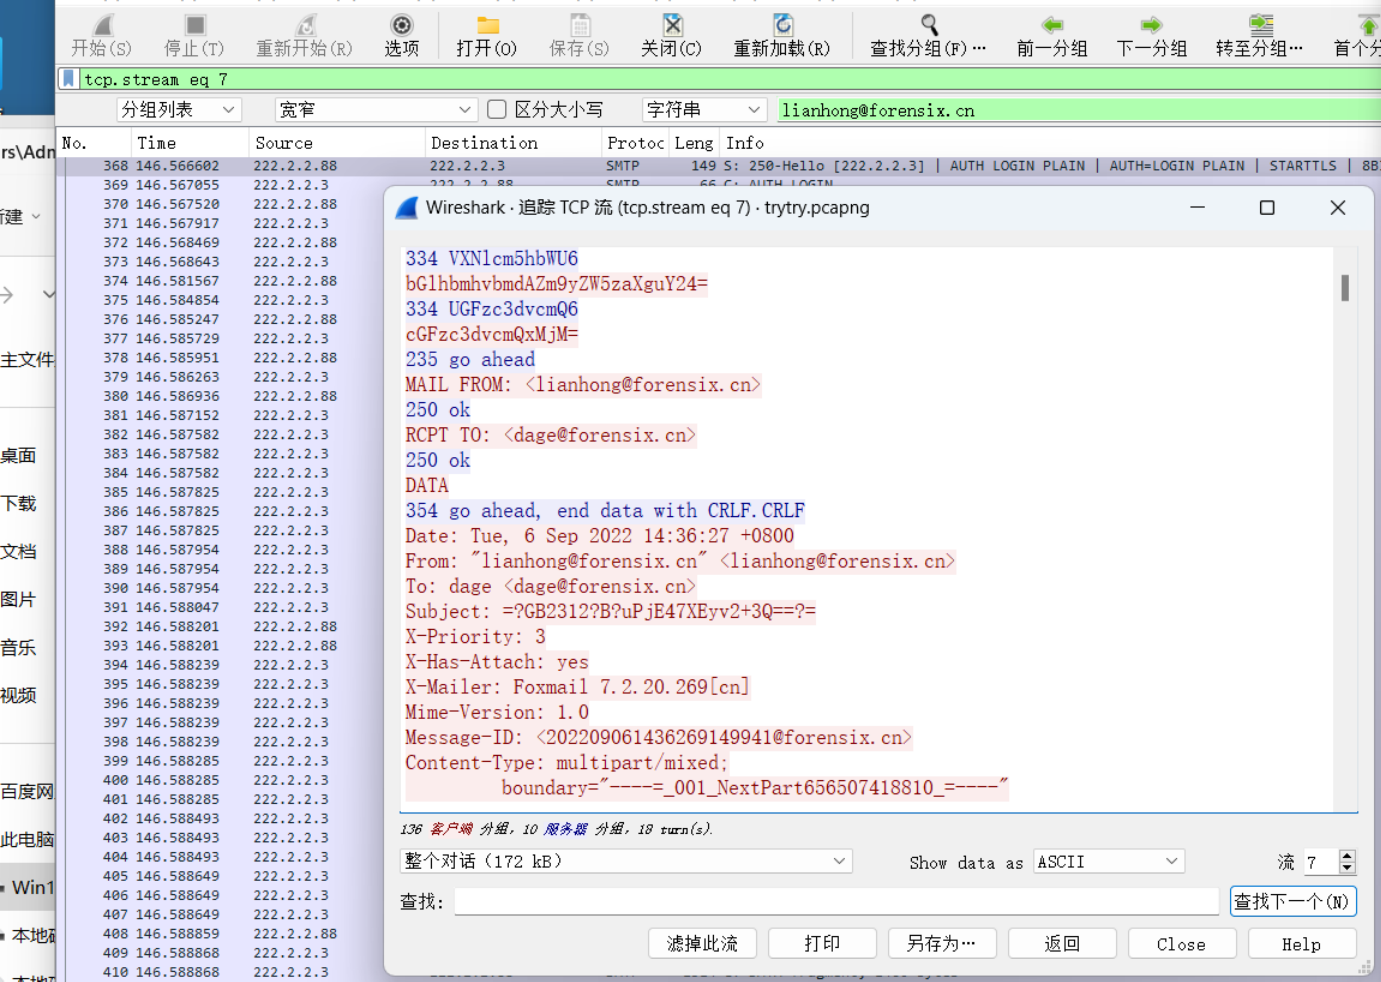 开始(S) 停止(T) 重新开始(R) 选项 打开(O) 保存(S) 关闭(C) 重新加载(R) 查找分组(F)⋯ 前一分组 下一分组 转至分组⋯ 首个分
tcp.stream eq 7
分组列表 宽窄 区分大小写 字符串 lianhong@forensix.cn
No. Time Source Destination Protoc Leng Info
368 146.566602 222.2.2.88 222.2.2.3 SMTP 149 S: 250-Hello [222.2.2.3] | AUTH LOGIN PLAIN | AUTH=LOGIN PLAIN | STARTTLS | 8B
369 146.567055 222.2.2.3 222.2.2.88 SMTP 66 C: AUTH LOGIN
370 146.567520 222.2.2.88
371 146.567917 222.2.2.3
372 146.568469 222.2.2.88
373 146.568643 222.2.2.3
374 146.581567 222.2.2.88
375 146.584854 222.2.2.3
376 146.585247 222.2.2.88
377 146.585729 222.2.2.3
378 146.585951 222.2.2.88
379 146.586263 222.2.2.3
380 146.586936 222.2.2.88
381 146.587152 222.2.2.3
382 146.587582 222.2.2.3
383 146.587582 222.2.2.3
384 146.587582 222.2.2.3
385 146.587825 222.2.2.3
386 146.587825 222.2.2.3
387 146.587825 222.2.2.3
388 146.587954 222.2.2.3
389 146.587954 222.2.2.3
390 146.587954 222.2.2.3
391 146.588047 222.2.2.3
392 146.588201 222.2.2.88
393 146.588201 222.2.2.88
394 146.588239 222.2.2.3
395 146.588239 222.2.2.3
396 146.588239 222.2.2.3
397 146.588239 222.2.2.3
398 146.588239 222.2.2.3
399 146.588285 222.2.2.3
400 146.588285 222.2.2.3
401 146.588285 222.2.2.3
402 146.588493 222.2.2.3
403 146.588493 222.2.2.3
404 146.588493 222.2.2.3
405 146.588649 222.2.2.3
406 146.588649 222.2.2.3
407 146.588649 222.2.2.3
408 146.588859 222.2.2.88
409 146.588868 222.2.2.3
410 146.588868 222.2.2.3
Wireshark · 追踪 TCP 流 (tcp.stream eq 7) · trytry.pcapng
334 VXNlcm5hbWU6
bGlhbmhvbmdAZm9yZW5zaXguY24=
334 UGFzc3dvcmQ6
cGFzc3dvcmQxMjM=
235 go ahead
MAIL FROM: <lianhong@forensix.cn>
250 ok
RCPT TO: <dage@forensix.cn>
250 ok
DATA
354 go ahead, end data with CRLF.CRLF
Date: Tue, 6 Sep 2022 14:36:27 +0800
From: "lianhong@forensix.cn" <lianhong@forensix.cn>
To: dage <dage@forensix.cn>
Subject: =?GB2312?B?uPjE47XEyv2+3Q==?=
X-Priority: 3
X-Has-Attach: yes
X-Mailer: Foxmail 7.2.20.269[cn]
Mime-Version: 1.0
Message-ID: <202209061436269149941@forensix.cn>
Content-Type: multipart/mixed;
boundary="----=_001_NextPart656507418810_=----"
136 客户端 分组, 10 服务器 分组, 18 turn(s).
整个对话 (172 kB) Show data as ASCII 流 7
查找: 查找下一个(N)
滤掉此流 打印 另存为⋯ 返回 Close Help
rs\Adn
新建
主文件
桌面
下载
文档
图片
音乐
视频
百度网
此电脑
Win1
本地磁
本地磁